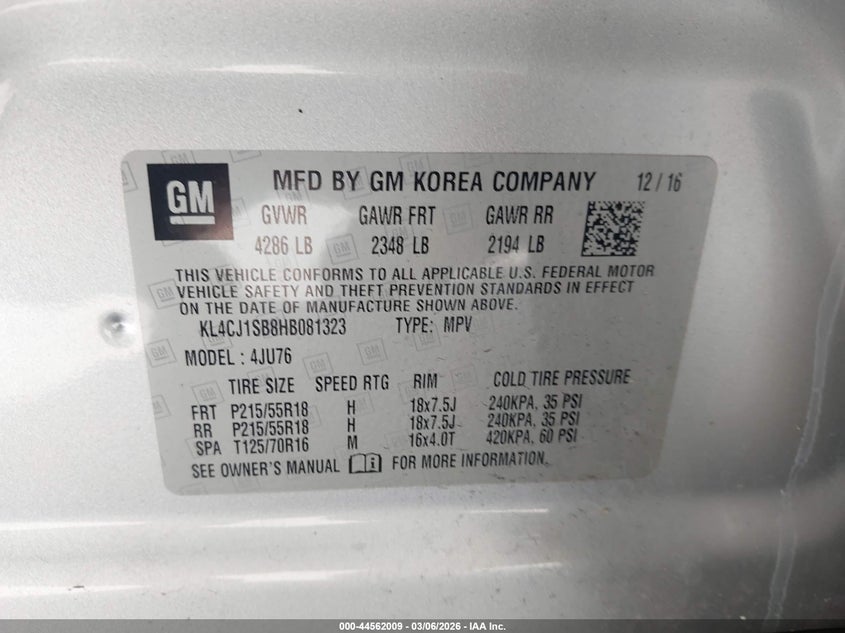 GM MFD BY GM KOREA COMPANY 12 / 16
GVWR GAWR FRT GAWR RR
4286 LB 2348 LB 2194 LB
THIS VEHICLE CONFORMS TO ALL APPLICABLE U.S. FEDERAL MOTOR
VEHICLE SAFETY AND THEFT PREVENTION STANDARDS IN EFFECT
ON THE DATE OF MANUFACTURE SHOWN ABOVE.
KL4CJ1SB8HB081323 TYPE: MPV
MODEL : 4JU76
TIRE SIZE SPEED RTG RIM COLD TIRE PRESSURE
FRT P215/55R18 H 18x7.5J 240KPA, 35 PSI
RR P215/55R18 H 18x7.5J 240KPA, 35 PSI
SPA T125/70R16 M 16x4.0T 420KPA, 60 PSI
SEE OWNER'S MANUAL FOR MORE INFORMATION.
000-44562009 - 03/06/2026 - IAA Inc.